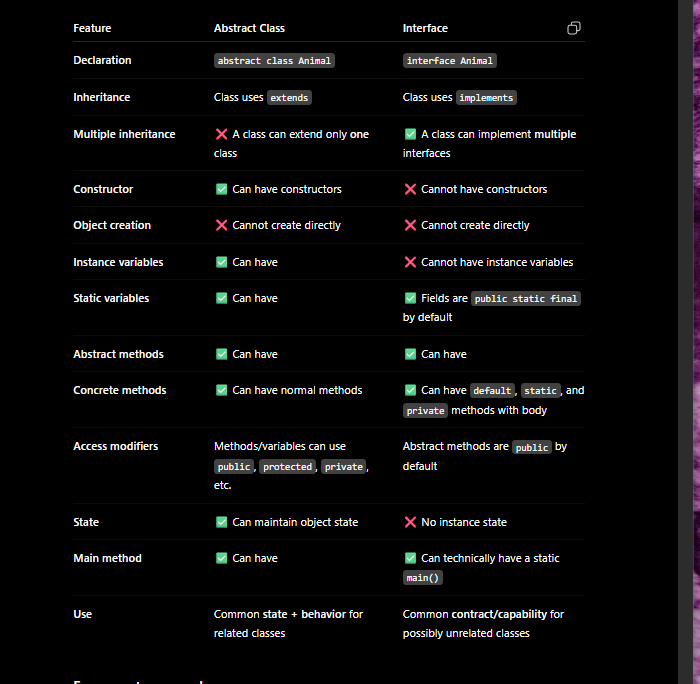 Feature Abstract Class Interface
Declaration abstract class Animal interface Animal
Inheritance Class uses extends Class uses implements
Multiple inheritance ❌ A class can extend only one ✅ A class can implement multiple
class interfaces
Constructor ✅ Can have constructors ❌ Cannot have constructors
Object creation ❌ Cannot create directly ❌ Cannot create directly
Instance variables ✅ Can have ❌ Cannot have instance variables
Static variables ✅ Can have ✅ Fields are public static final
by default
Abstract methods ✅ Can have ✅ Can have
Concrete methods ✅ Can have normal methods ✅ Can have default, static, and
private methods with body
Access modifiers Methods/variables can use Abstract methods are public by
public, protected, private, default
etc.
State ✅ Can maintain object state ❌ No instance state
Main method ✅ Can have ✅ Can technically have a static
main()
Use Common state + behavior for Common contract/capability for
related classes possibly unrelated classes